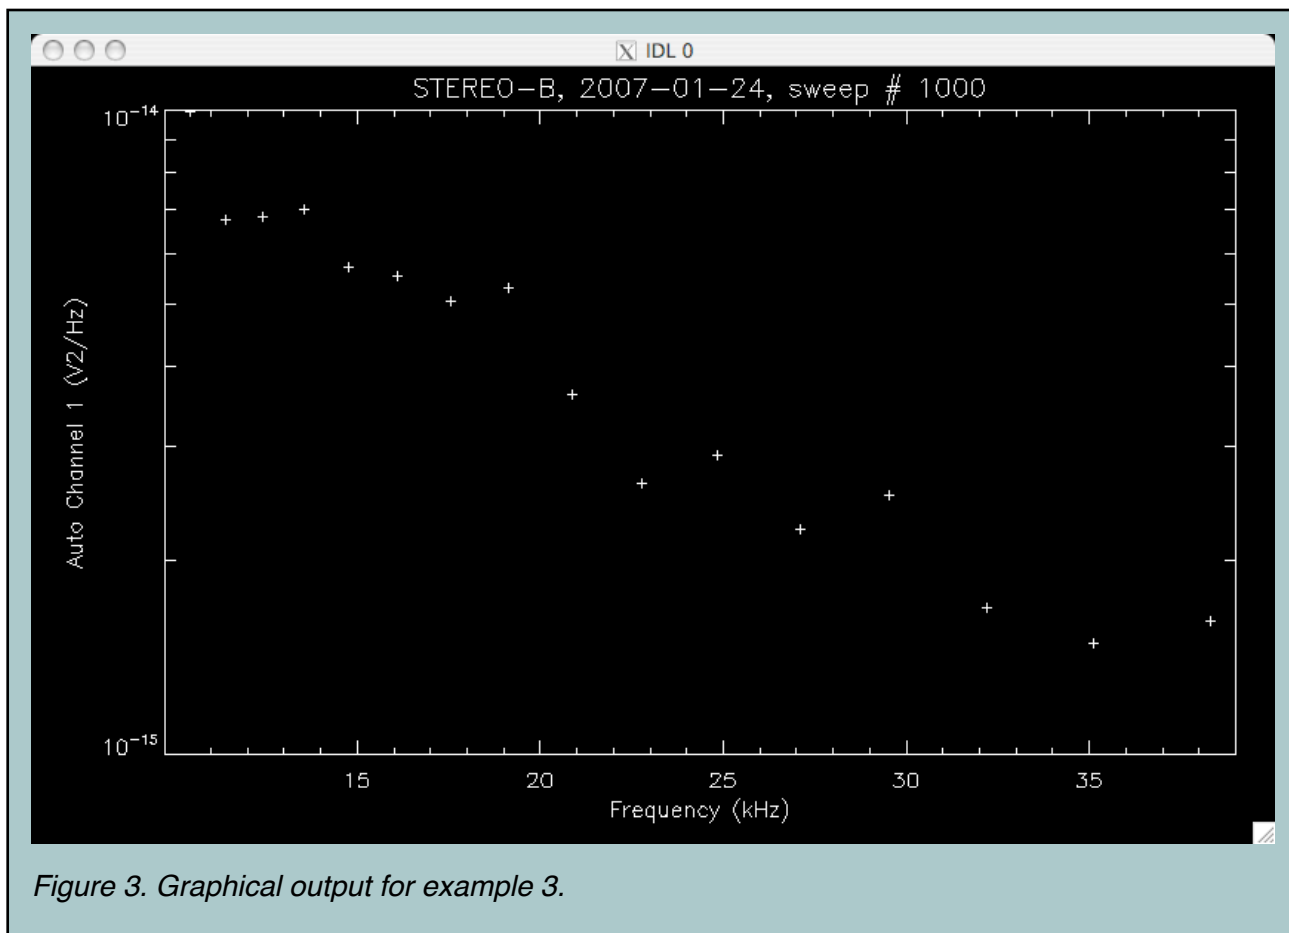 IDL 0
STEREO-B, 2007-01-24, sweep # 1000
10⁻¹⁴
Auto Channel 1 (V2/Hz)
10⁻¹⁵
15 20 25 30 35
Frequency (kHz)
Figure 3. Graphical output for example 3.